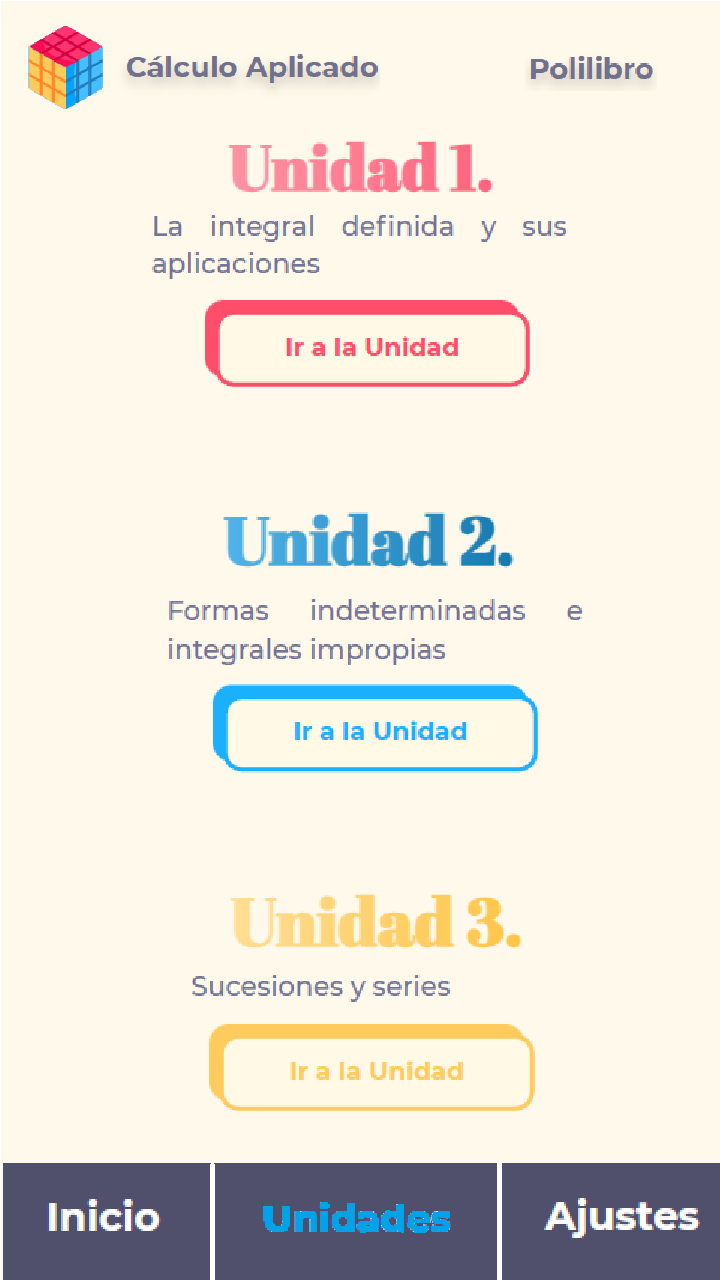 Cálculo Aplicado
Polilibro
Unidad 1.
La integral definida y sus
aplicaciones
Ir a la Unidad
Unidad 2.
Formas indeterminadas e
integrales impropias
Ir a la Unidad
Unidad 3.
Sucesiones y series
Ir a la Unidad
Inicio
Unidades
Ajustes